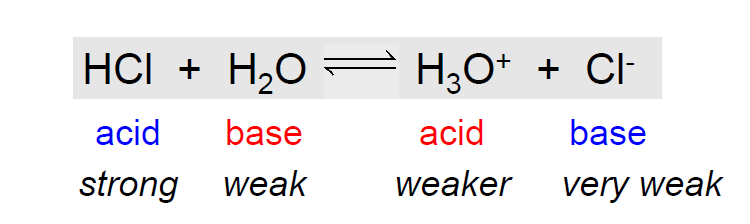 HCl + H₂O ⇌ H₃O⁺ + Cl⁻
acid base acid base
strong weak weaker very weak